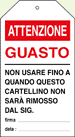 ATTENZIONE
GUASTO
NON USARE FINO A
QUANDO QUESTO
CARTELLINO NON
SARÀ RIMOSSO
DAL SIG.
firma
data :